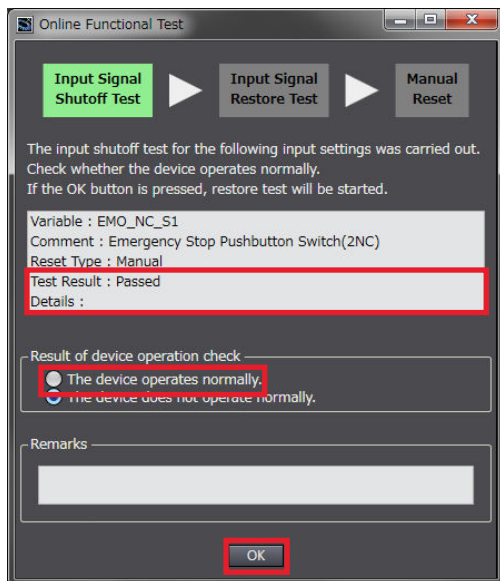 Online Functional Test
Input Signal
Shutoff Test
Input Signal
Restore Test
Manual
Reset
The input shutoff test for the following input settings was carried out.
Check whether the device operates normally.
If the OK button is pressed, restore test will be started.
Variable : EMO_NC_S1
Comment : Emergency Stop Pushbutton Switch(2NC)
Reset Type : Manual
Test Result : Passed
Details :
Result of device operation check
The device operates normally.
The device does not operate normally.
Remarks
OK